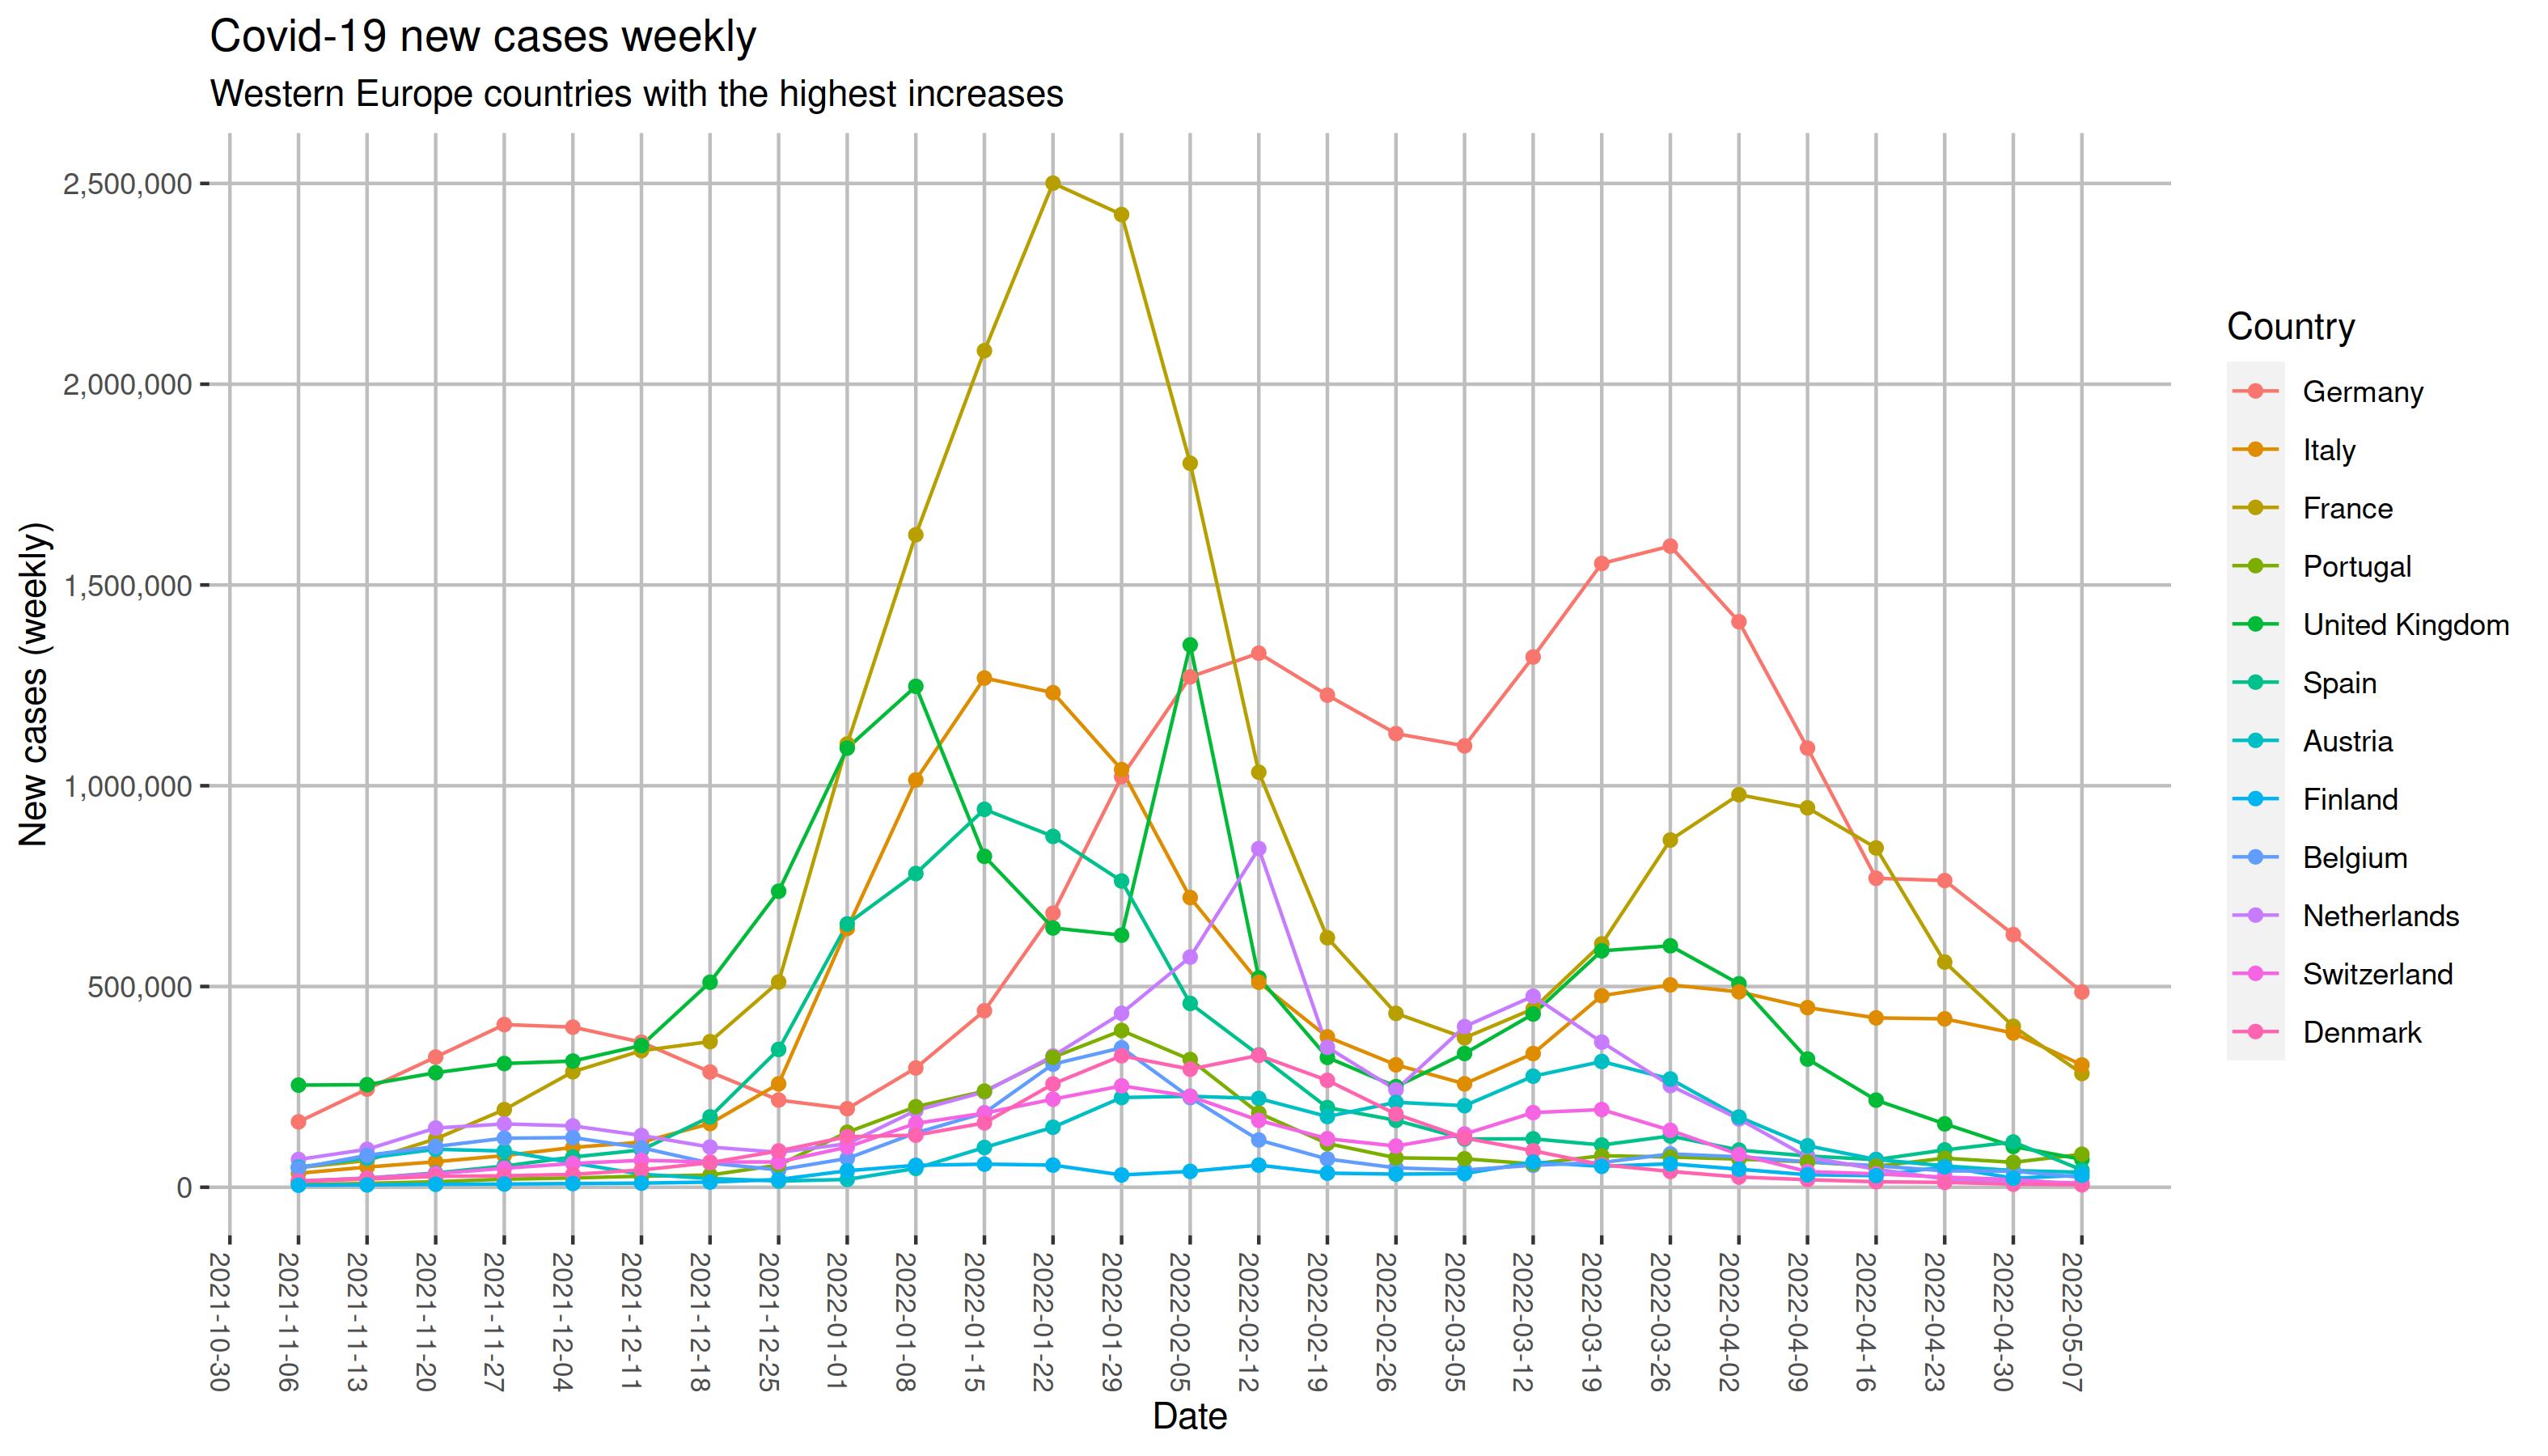 Covid-19 new cases weekly
Western Europe countries with the highest increases
New cases (weekly)
2,500,000
2,000,000
1,500,000
1,000,000
500,000
0
2021-10-30
2021-11-06
2021-11-13
2021-11-20
2021-11-27
2021-12-04
2021-12-11
2021-12-18
2021-12-25
2022-01-01
2022-01-08
2022-01-15
2022-01-22
2022-01-29
2022-02-05
2022-02-12
2022-02-19
2022-02-26
2022-03-05
2022-03-12
2022-03-19
2022-03-26
2022-04-02
2022-04-09
2022-04-16
2022-04-23
2022-04-30
2022-05-07
Date
Country
Germany
Italy
France
Portugal
United Kingdom
Spain
Austria
Finland
Belgium
Netherlands
Switzerland
Denmark